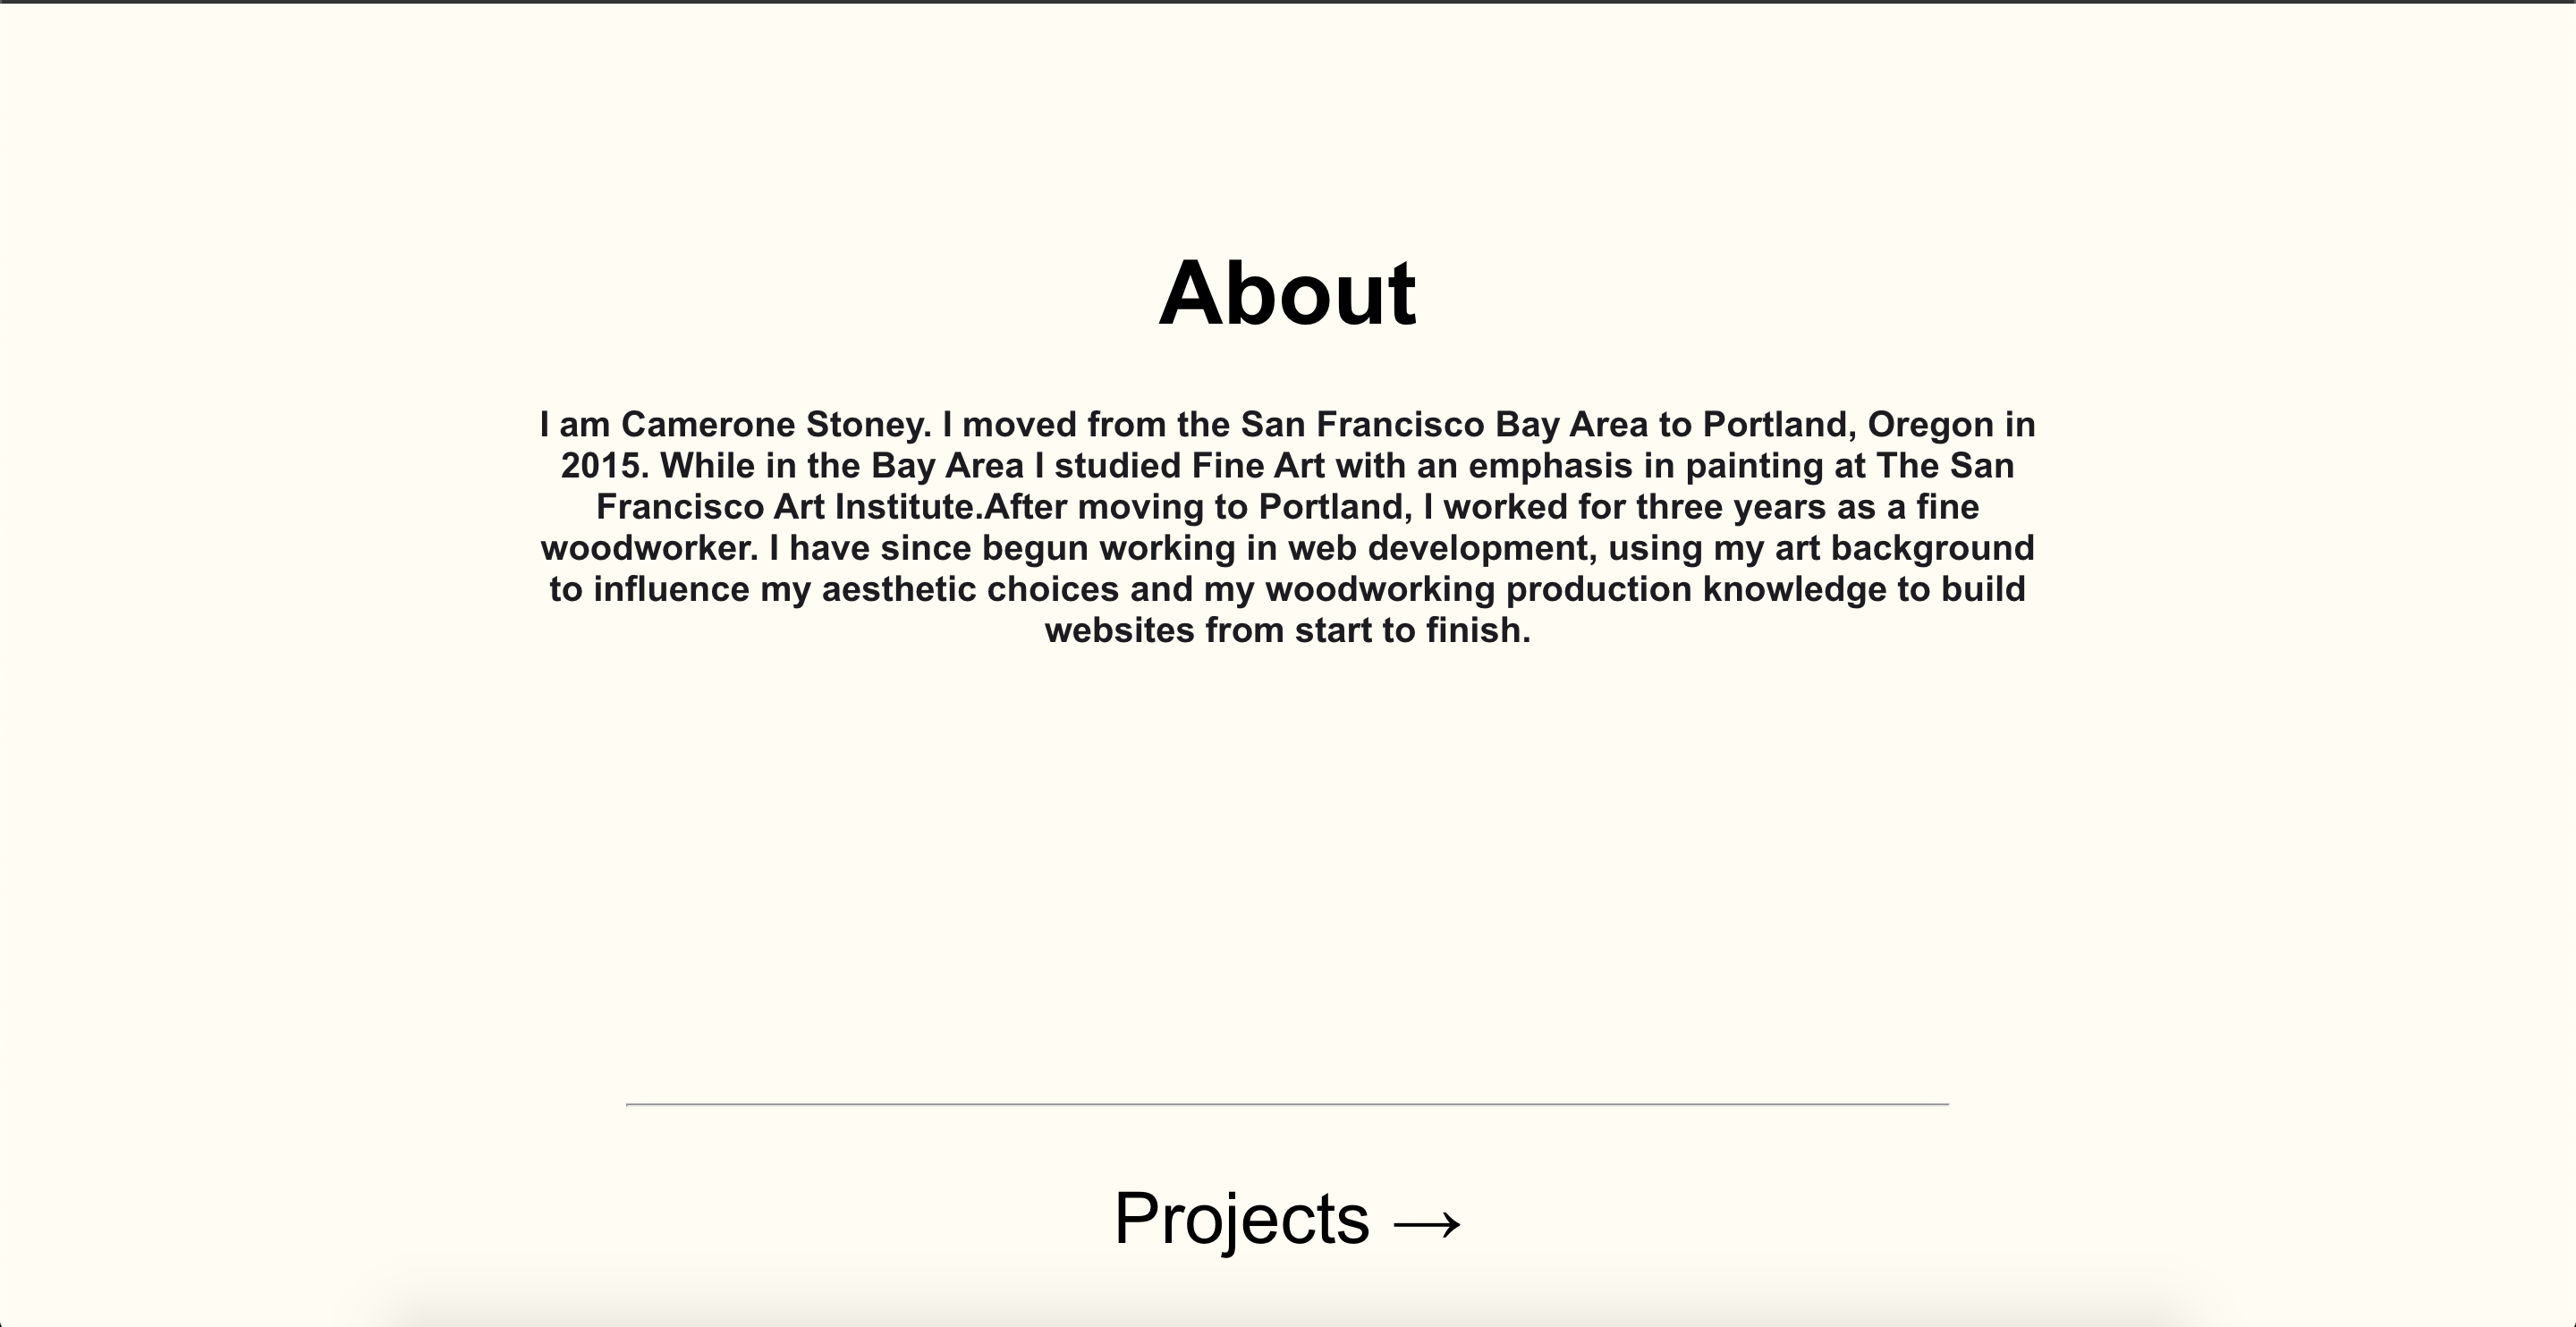 About
I am Camerone Stoney. I moved from the San Francisco Bay Area to Portland, Oregon in
2015. While in the Bay Area I studied Fine Art with an emphasis in painting at The San
Francisco Art Institute.After moving to Portland, I worked for three years as a fine
woodworker. I have since begun working in web development, using my art background
to influence my aesthetic choices and my woodworking production knowledge to build
websites from start to finish.
Projects →